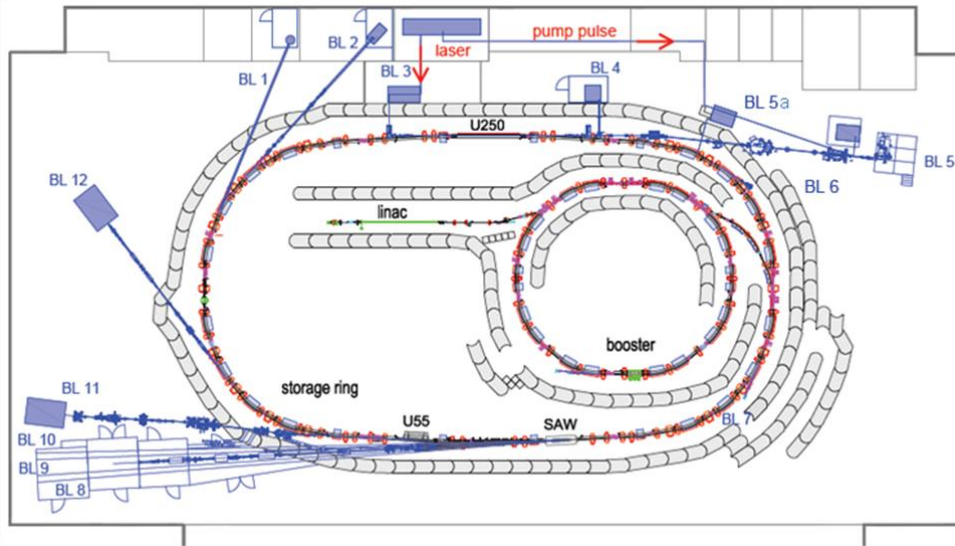 BL 1
BL 2
laser
pump pulse
BL 3
BL 4
BL 5a
BL 5
BL 6
U250
BL 12
linac
booster
storage ring
U55
SAW
BL 7
BL 11
BL 10
BL 9
BL 8